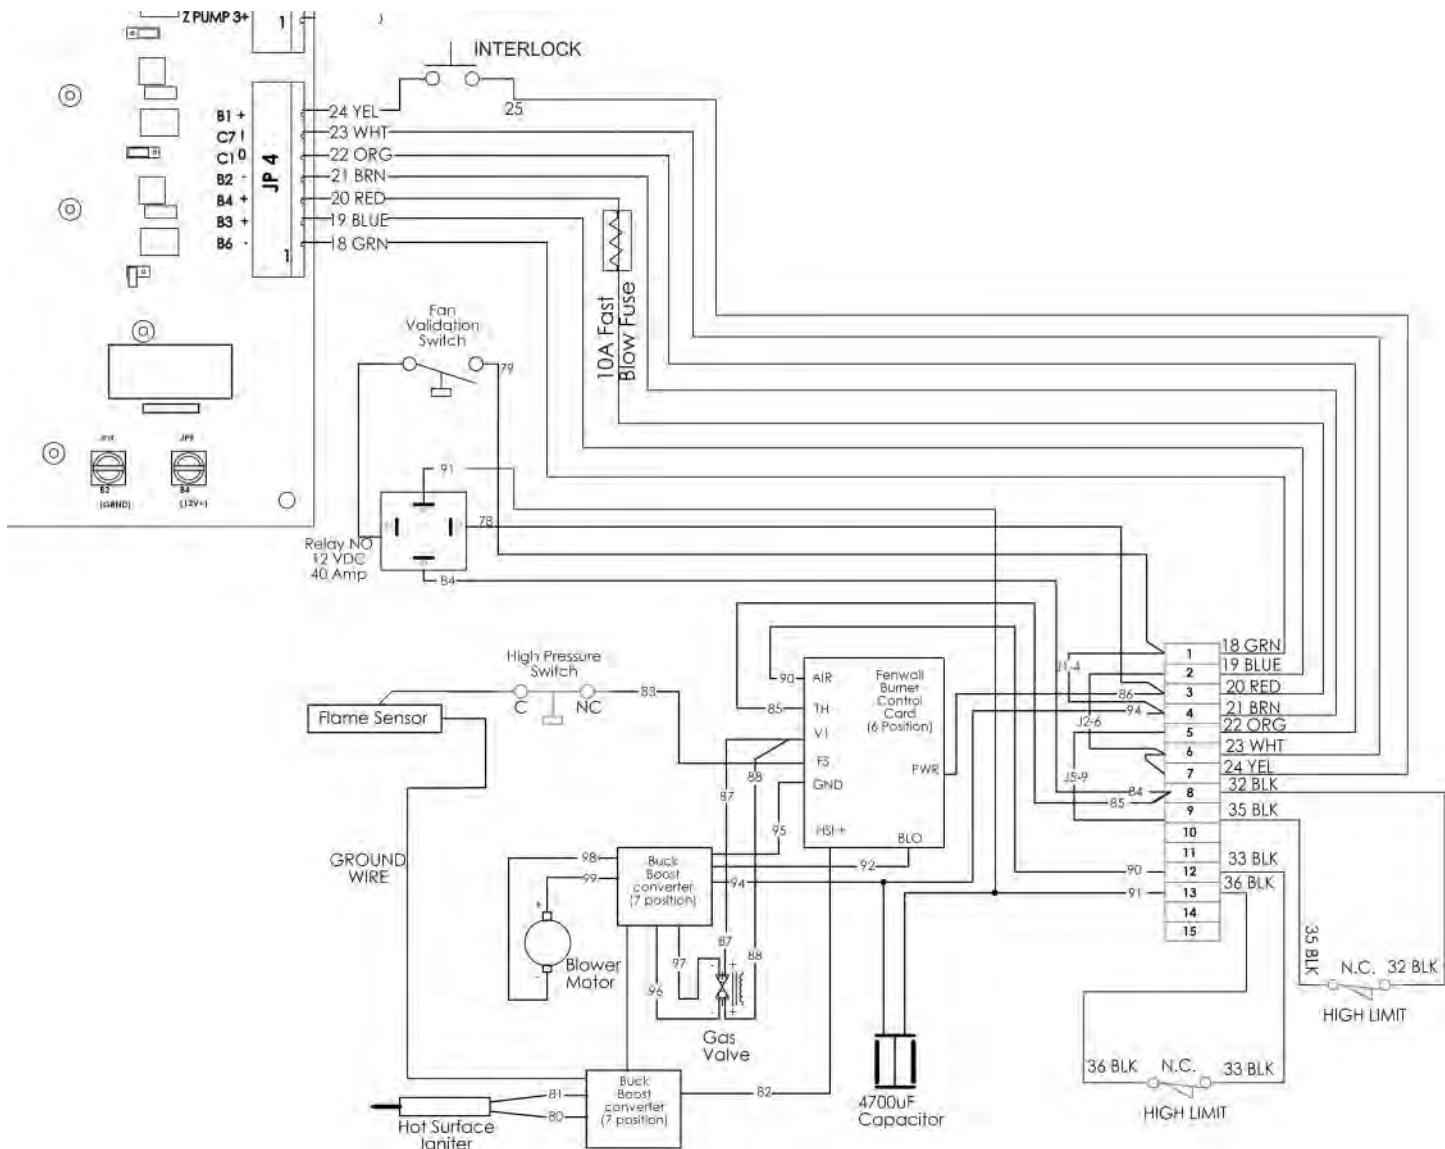 Z PUMP 3+
1
)
INTERLOCK
25
B1 +
C7 I
C1 0
B2 -
B4 +
B3 +
B6 -
JP 4
1
24 YEL
23 WHT
22 ORG
21 BRN
20 RED
19 BLUE
18 GRN
10A Fast
Blow Fuse
Fan
Validation
Switch
79
JP5
B2
(GRND)
B4
(12V+)
91
78
Relay NO
12 VDC
40 Amp
84
High Pressure
Switch
C
NC
83
Flame Sensor
GROUND
WIRE
90
AIR
85
TH
V1
FS
GND
HSI +
BLO
PWR
Fenwall
Burner
Control
Card
(6 Position)
86
94
87
88
95
92
94
98
99
Buck
Boost
converter
(7 position)
+
-
Blower
Motor
96
97
87
88
- +
- +
Gas
Valve
81
80
82
Buck
Boost
converter
(7 position)
Hot Surface
Igniter
4700uF
Capacitor
J1-4
J2-6
J5-9
84
85
90
91
1
2
3
4
5
6
7
8
9
10
11
12
13
14
15
18 GRN
19 BLUE
20 RED
21 BRN
22 ORG
23 WHT
24 YEL
32 BLK
35 BLK
33 BLK
36 BLK
35 BLK
N.C.
32 BLK
HIGH LIMIT
36 BLK
N.C.
33 BLK
HIGH LIMIT